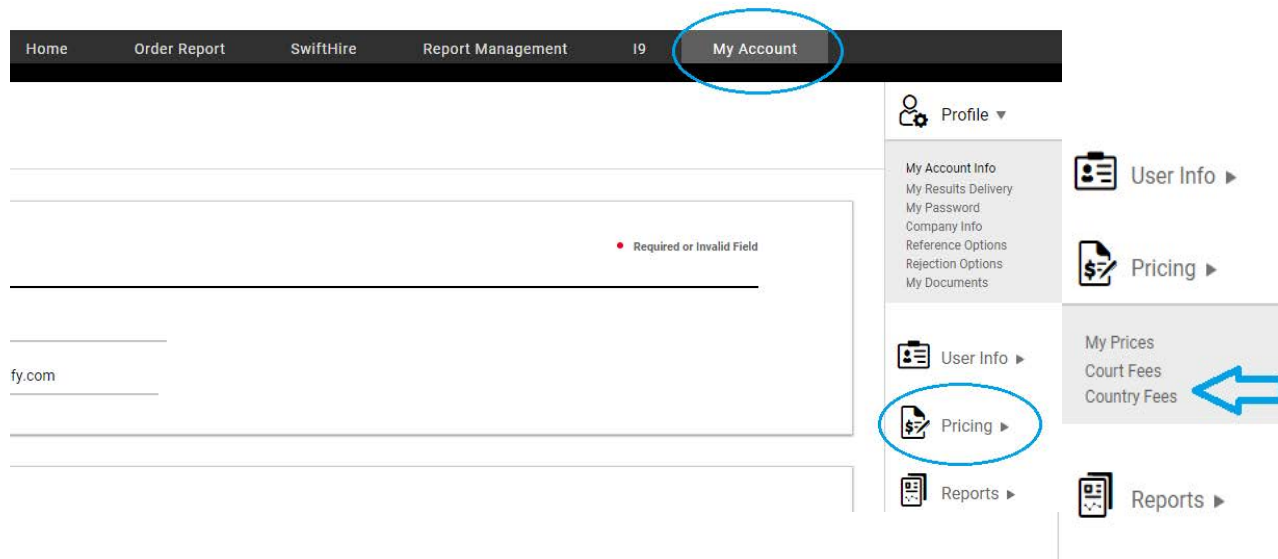 Home Order Report SwiftHire Report Management I9 My Account
Profile
My Account Info
My Results Delivery
My Password
Company Info
Reference Options
Rejection Options
My Documents
Required or Invalid Field
fy.com
User Info
Pricing
Reports
User Info
Pricing
My Prices
Court Fees
Country Fees
Reports